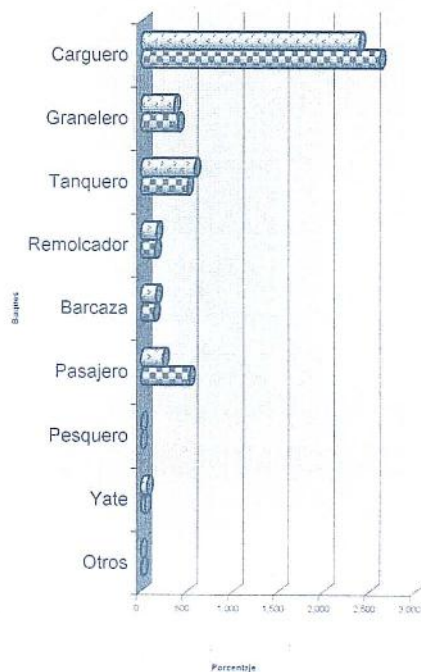 Carguero
Granelero
Tanquero
Remolcador
Barcaza
Pasajero
Pesquero
Yate
Otros
Buques
0 500 1.000 1.500 2.000 2.500 3.000
Porcentaje